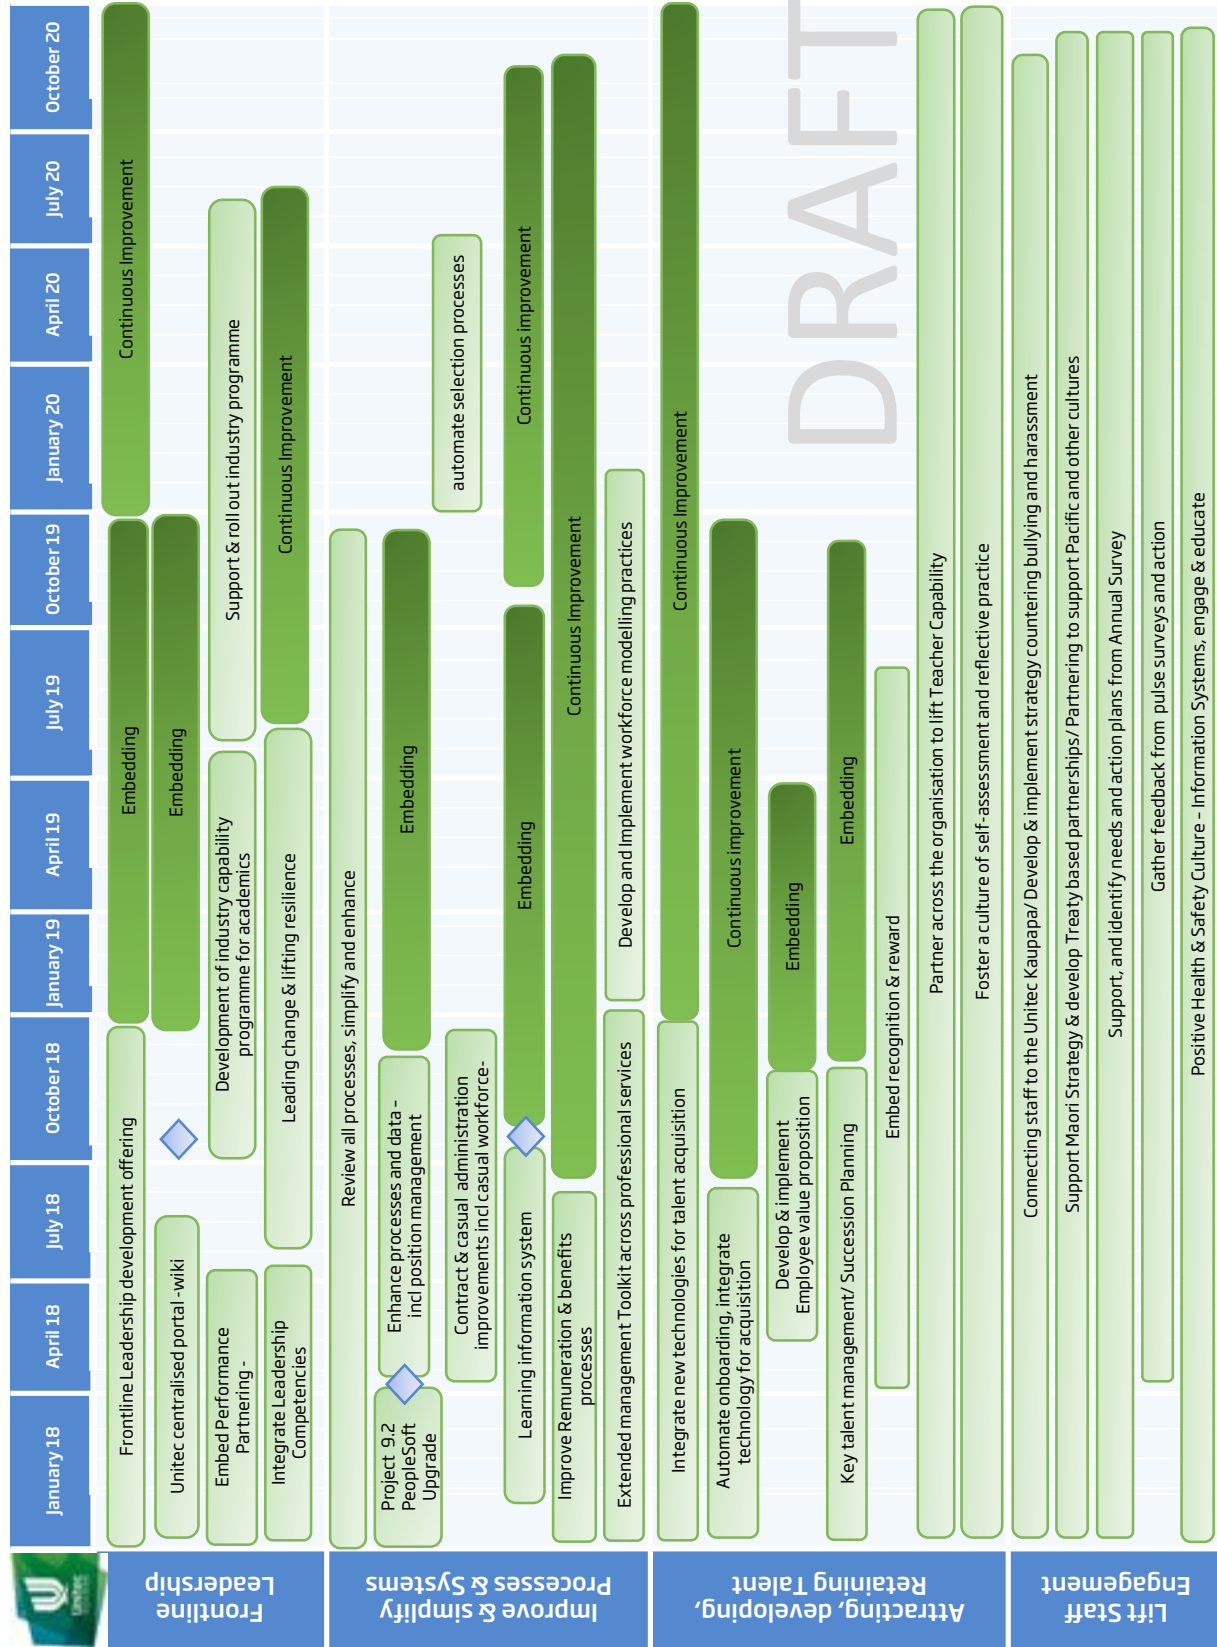 UNITEC
January 18
April 18
July 18
October 18
January 19
April 19
July 19
October 19
January 20
April 20
July 20
October 20
Frontline
Leadership
Frontline Leadership development offering
Embedding
Continuous Improvement
Unitec centralised portal -wiki
Embedding
Embed Performance
Partnering -
Development of industry capability
programme for academics
Support & roll out industry programme
Integrate Leadership
Competencies
Leading change & lifting resilience
Continuous Improvement
Improve & simplify
Processes & Systems
Review all processes, simplify and enhance
Project 9.2
PeopleSoft
Upgrade
Enhance processes and data –
incl position management
Embedding
Contract & casual administration
improvements incl casual workforce-
automate selection processes
Learning information system
Embedding
Continuous improvement
Improve Remuneration & benefits
processes
Continuous Improvement
Extended management Toolkit across professional services
Develop and Implement workforce modelling practices
Attracting, developing,
Retaining Talent
Integrate new technologies for talent acquisition
Continuous Improvement
Automate onboarding, integrate
technology for acquisition
Continuous improvement
Develop & implement
Employee value proposition
Embedding
Key talent management/ Succession Planning
Embedding
Embed recognition & reward
Partner across the organisation to lift Teacher Capability
Foster a culture of self-assessment and reflective practice
Lift Staff
Engagement
Connecting staff to the Unitec Kaupapa/ Develop & implement strategy countering bullying and harassment
Support Maori Strategy & develop Treaty based partnerships/ Partnering to support Pacific and other cultures
Support, and identify needs and action plans from Annual Survey
Gather feedback from pulse surveys and action
Positive Health & Safety Culture – Information Systems, engage & educate
DRAFT